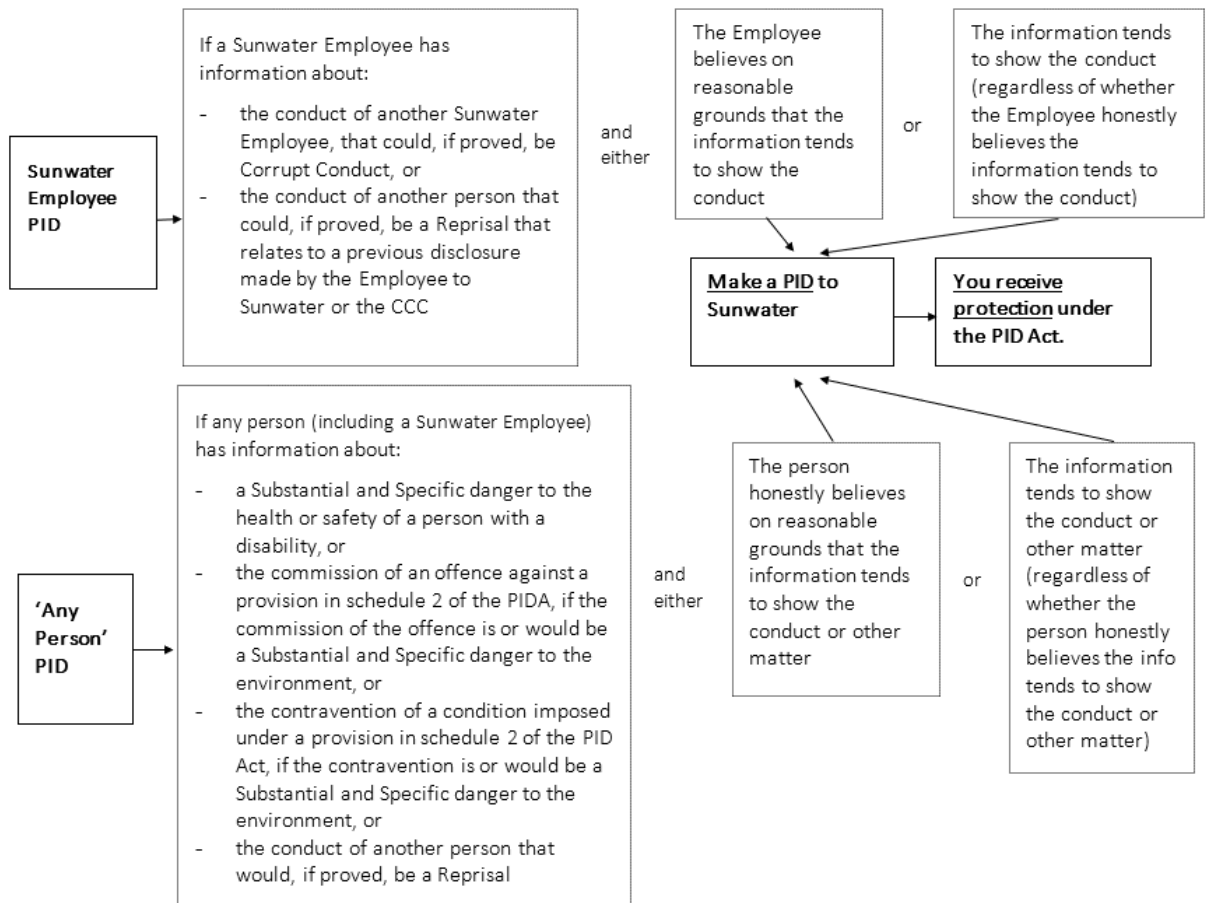 Sunwater
Employee
PID
If a Sunwater Employee has
information about:
- the conduct of another Sunwater
Employee, that could, if proved, be
Corrupt Conduct, or
- the conduct of another person that
could, if proved, be a Reprisal that
relates to a previous disclosure
made by the Employee to
Sunwater or the CCC
and
either
The Employee
believes on
reasonable
grounds that the
information tends
to show the
conduct
or
The information tends
to show the conduct
(regardless of whether
the Employee honestly
believes the
information tends to
show the conduct)
Make a PID to
Sunwater
You receive
protection under
the PID Act.
'Any
Person'
PID
If any person (including a Sunwater Employee)
has information about:
- a Substantial and Specific danger to the
health or safety of a person with a
disability, or
- the commission of an offence against a
provision in schedule 2 of the PIDA, if the
commission of the offence is or would be
a Substantial and Specific danger to the
environment, or
- the contravention of a condition imposed
under a provision in schedule 2 of the PID
Act, if the contravention is or would be a
Substantial and Specific danger to the
environment, or
- the conduct of another person that
would, if proved, be a Reprisal
and
either
The person
honestly believes
on reasonable
grounds that the
information tends
to show the
conduct or other
matter
or
The information
tends to show
the conduct or
other matter
(regardless of
whether the
person honestly
believes the info
tends to show
the conduct or
other matter)